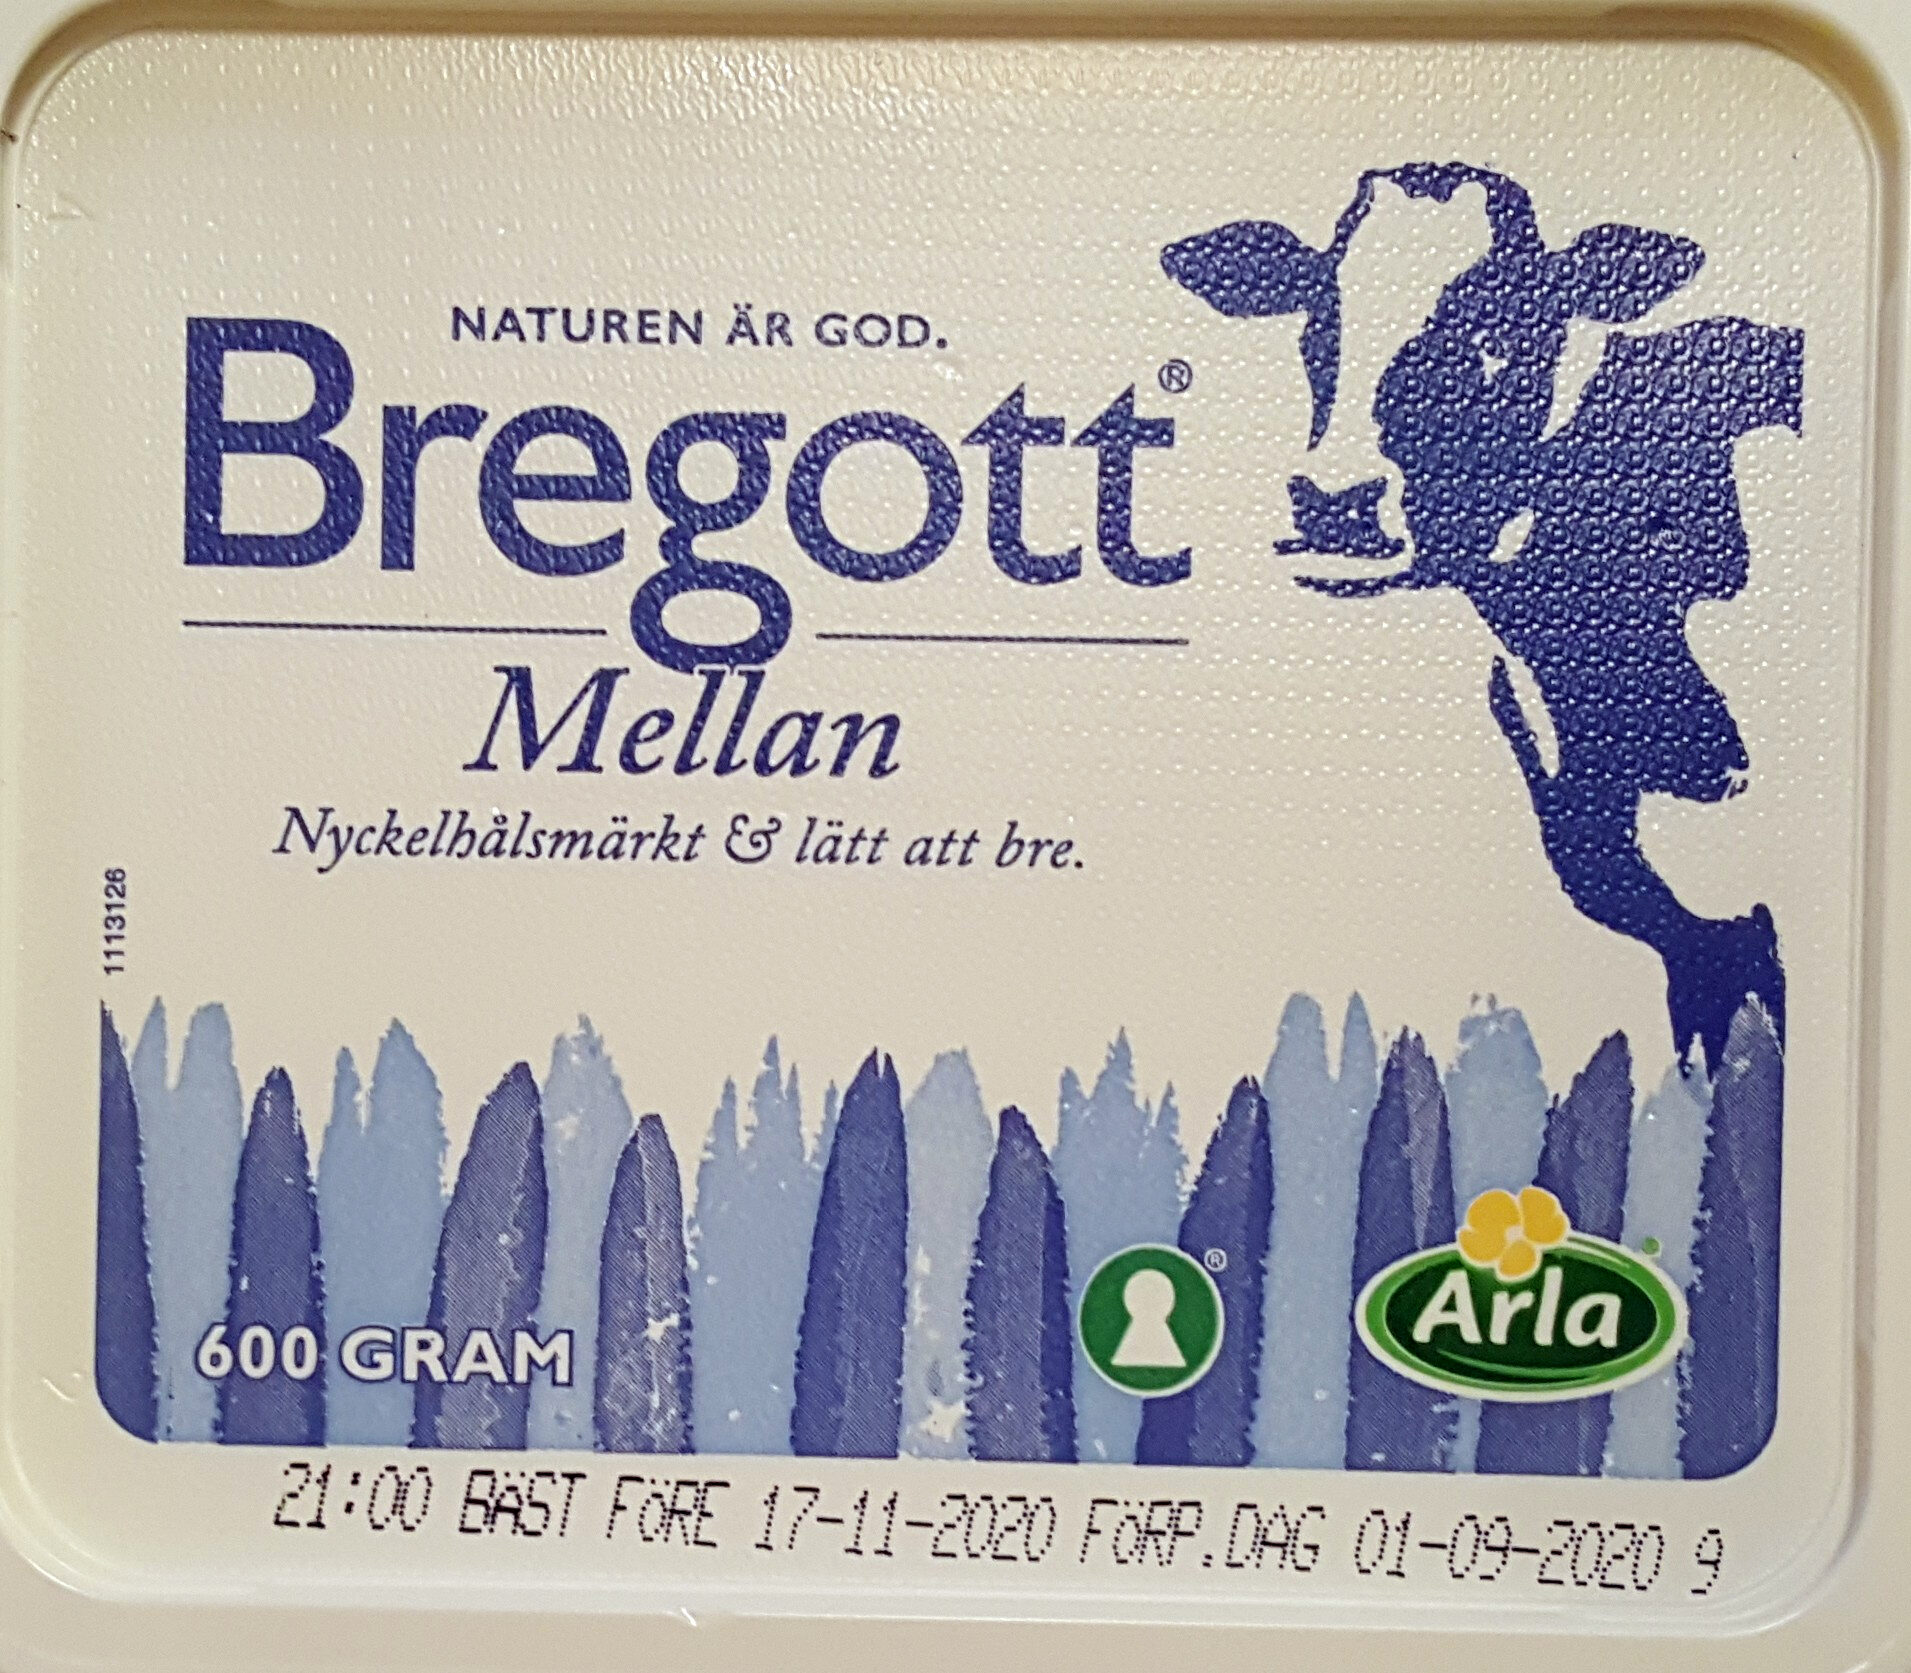 NATUREN ÄR GOD.
Bregott®
Mellan
Nyckelhålsmärkt & lätt att bre.
1113126
600 GRAM
®
Arla
21:00 BÄST FÖRE 17-11-2020 FÖRP.DAG 01-09-2020 9